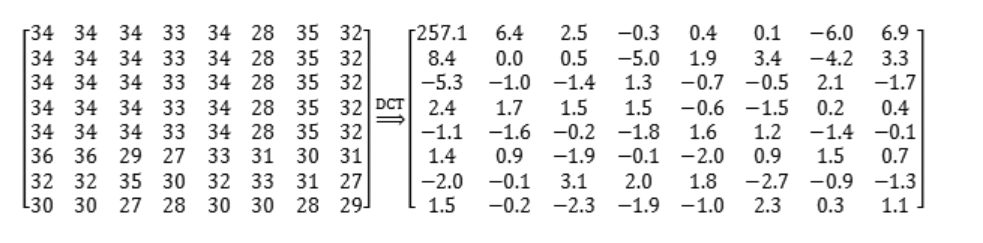 34 34 34 33 34 28 35 32 257.1 6.4 2.5 −0.3 0.4 0.1 −6.0 6.9
34 34 34 33 34 28 35 32 8.4 0.0 0.5 −5.0 1.9 3.4 −4.2 3.3
34 34 34 33 34 28 35 32 −5.3 −1.0 −1.4 1.3 −0.7 −0.5 2.1 −1.7
34 34 34 33 34 28 35 32 DCT ⟹ 2.4 1.7 1.5 1.5 −0.6 −1.5 0.2 0.4
34 34 34 33 34 28 35 32 −1.1 −1.6 −0.2 −1.8 1.6 1.2 −1.4 −0.1
36 36 29 27 33 31 30 31 1.4 0.9 −1.9 −0.1 −2.0 0.9 1.5 0.7
32 32 35 30 32 33 31 27 −2.0 −0.1 3.1 2.0 1.8 −2.7 −0.9 −1.3
30 30 27 28 30 30 28 29 1.5 −0.2 −2.3 −1.9 −1.0 2.3 0.3 1.1